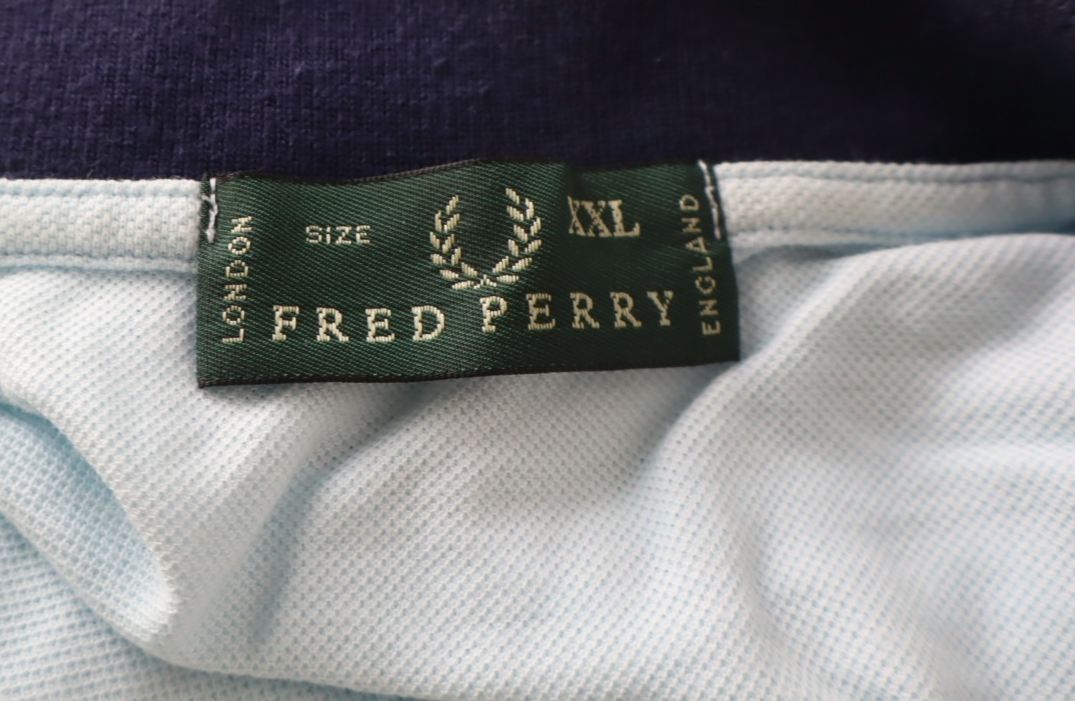 LONDON
SIZE XXL
FRED PERRY
ENGLAND